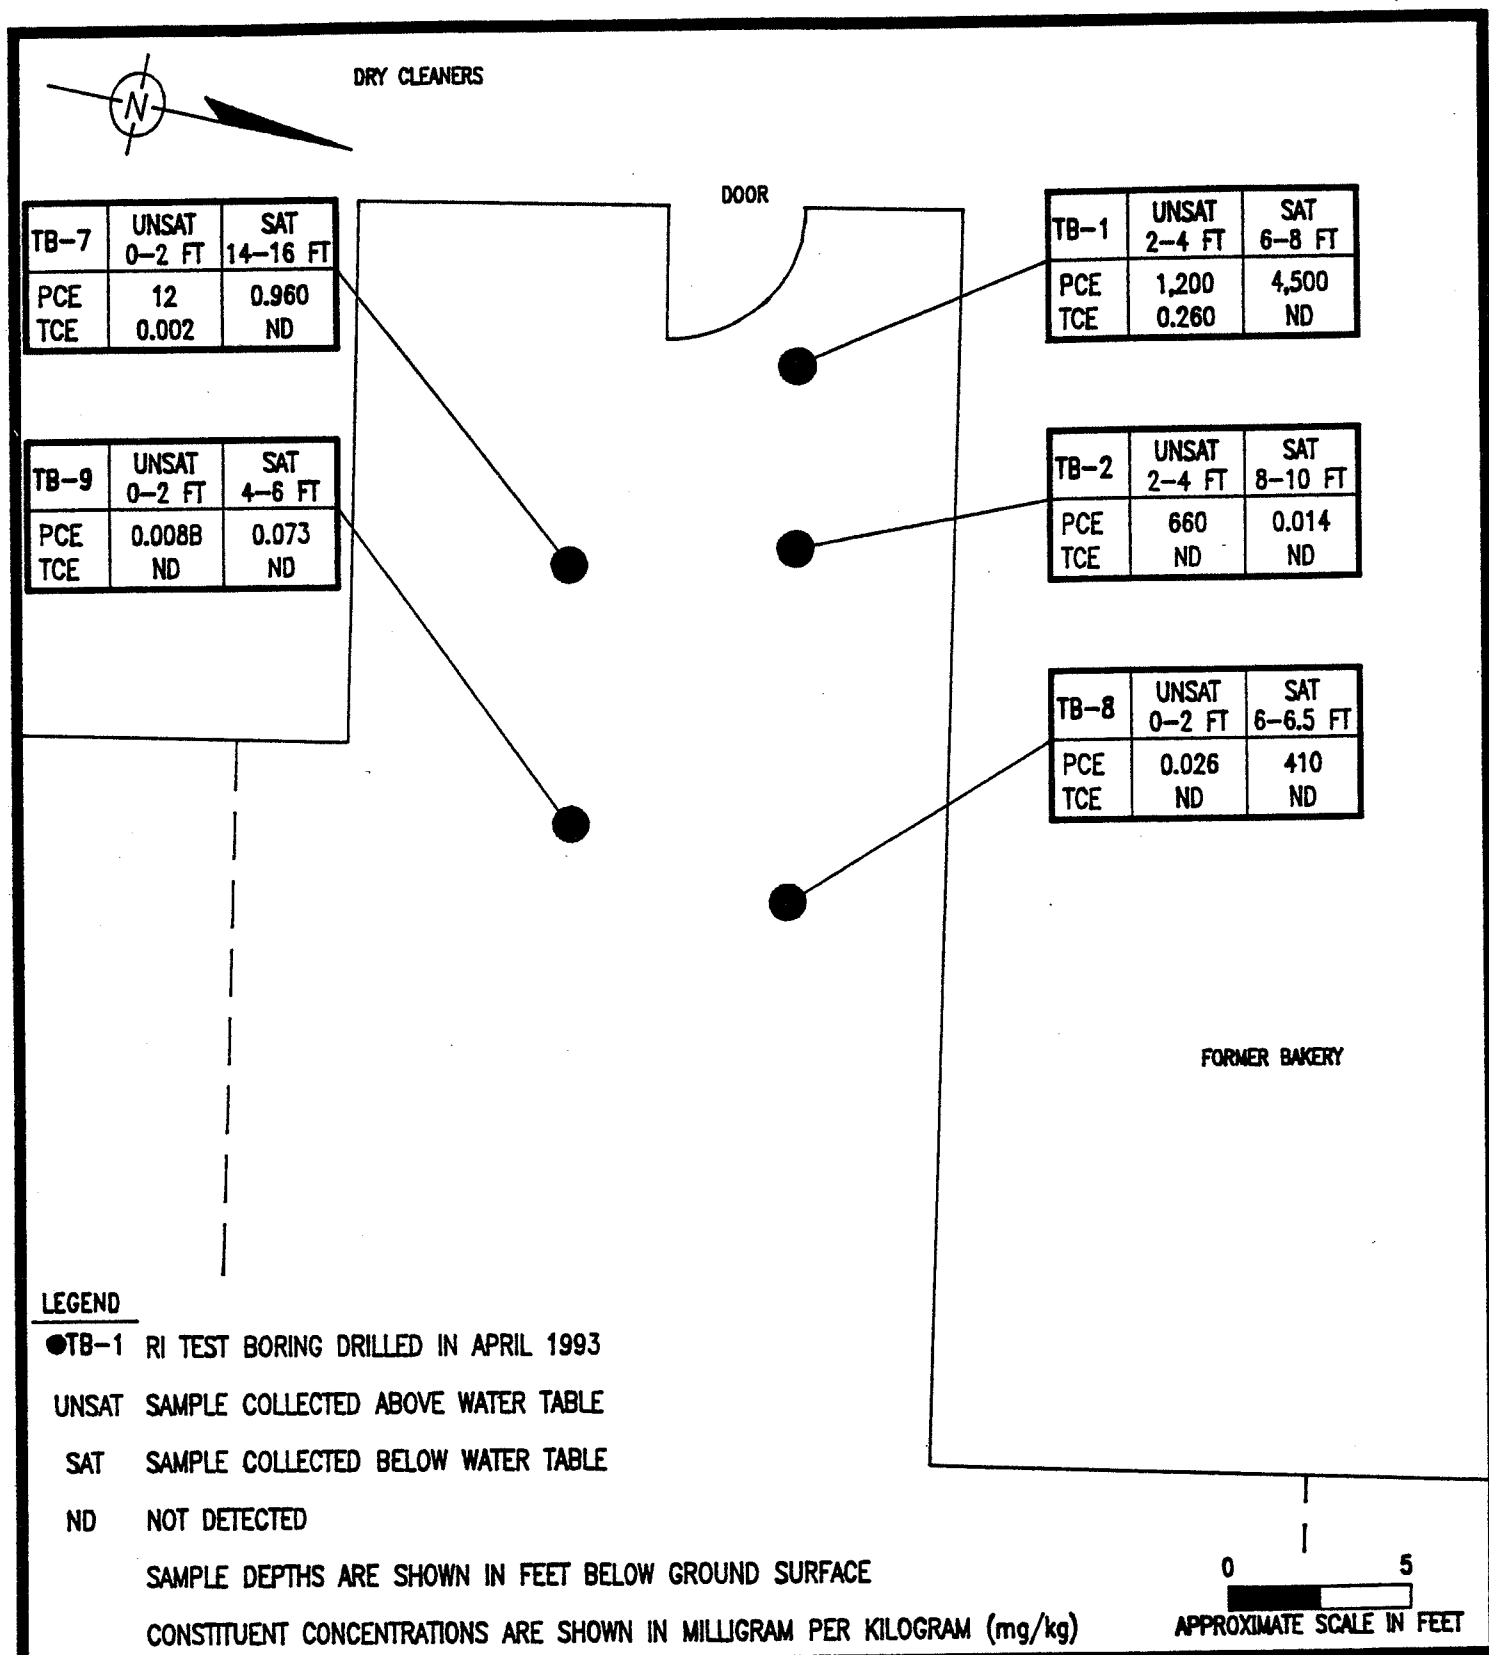 DRY CLEANERS
N
DOOR
TB-7 UNSAT 0-2 FT SAT 14-16 FT
PCE 12 0.960
TCE 0.002 ND
TB-1 UNSAT 2-4 FT SAT 6-8 FT
PCE 1,200 4,500
TCE 0.260 ND
TB-9 UNSAT 0-2 FT SAT 4-6 FT
PCE 0.008B 0.073
TCE ND ND
TB-2 UNSAT 2-4 FT SAT 8-10 FT
PCE 660 0.014
TCE ND ND
TB-8 UNSAT 0-2 FT SAT 6-6.5 FT
PCE 0.026 410
TCE ND ND
FORMER BAKERY
LEGEND
TB-1 RI TEST BORING DRILLED IN APRIL 1993
UNSAT SAMPLE COLLECTED ABOVE WATER TABLE
SAT SAMPLE COLLECTED BELOW WATER TABLE
ND NOT DETECTED
SAMPLE DEPTHS ARE SHOWN IN FEET BELOW GROUND SURFACE
CONSTITUENT CONCENTRATIONS ARE SHOWN IN MILLIGRAM PER KILOGRAM (mg/kg)
0 5
APPROXIMATE SCALE IN FEET